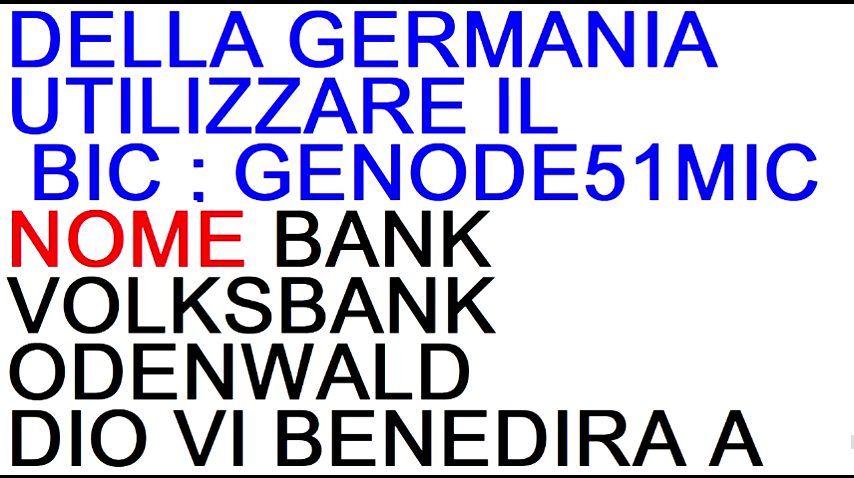 DELLA GERMANIA
UTILIZZARE IL
BIC ; GENODE51MIC
NOME BANK
VOLKSBANK
ODENWALD
DIO VI BENEDIRA A